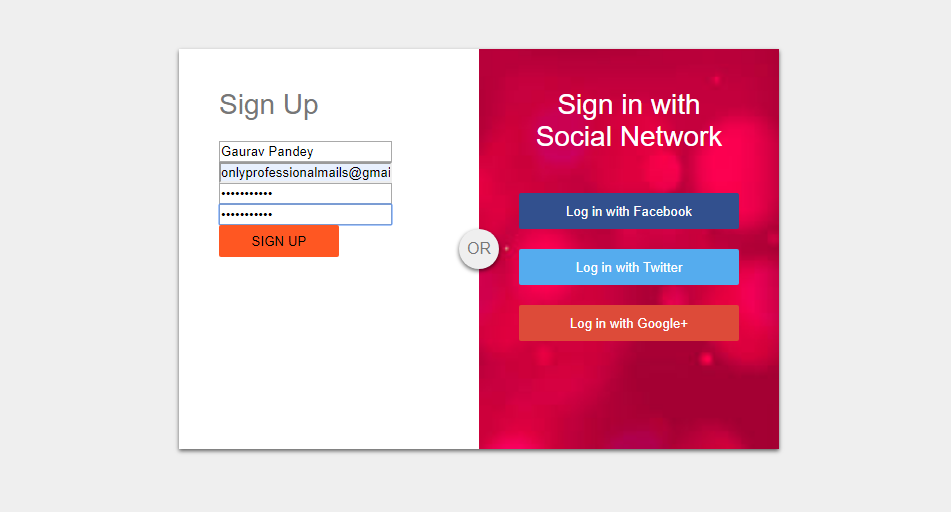 Sign Up
Gaurav Pandey
onlyprofessionalmails@gmai
•••••••••••
•••••••••••
SIGN UP
OR
Sign in with
Social Network
Log in with Facebook
Log in with Twitter
Log in with Google+